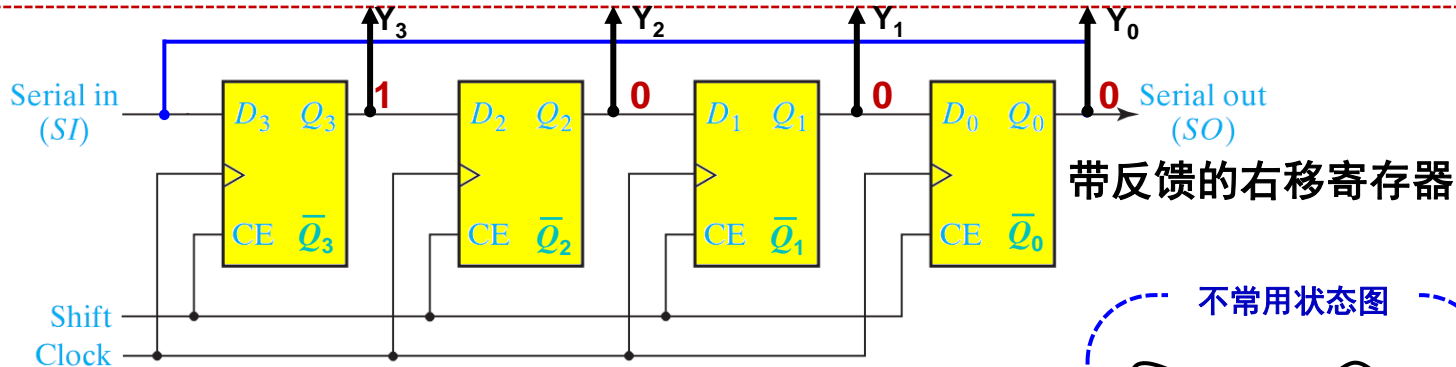 Y₃ Y₂ Y₁ Y₀
1 0 0 0
Serial in
(SI)
D₃ Q₃ D₂ Q₂ D₁ Q₁ D₀ Q₀
Serial out
(SO)
带反馈的右移寄存器
CE Q̅₃ CE Q̅₂ CE Q̅₁ CE Q̅₀
不常用状态图
Shift
Clock